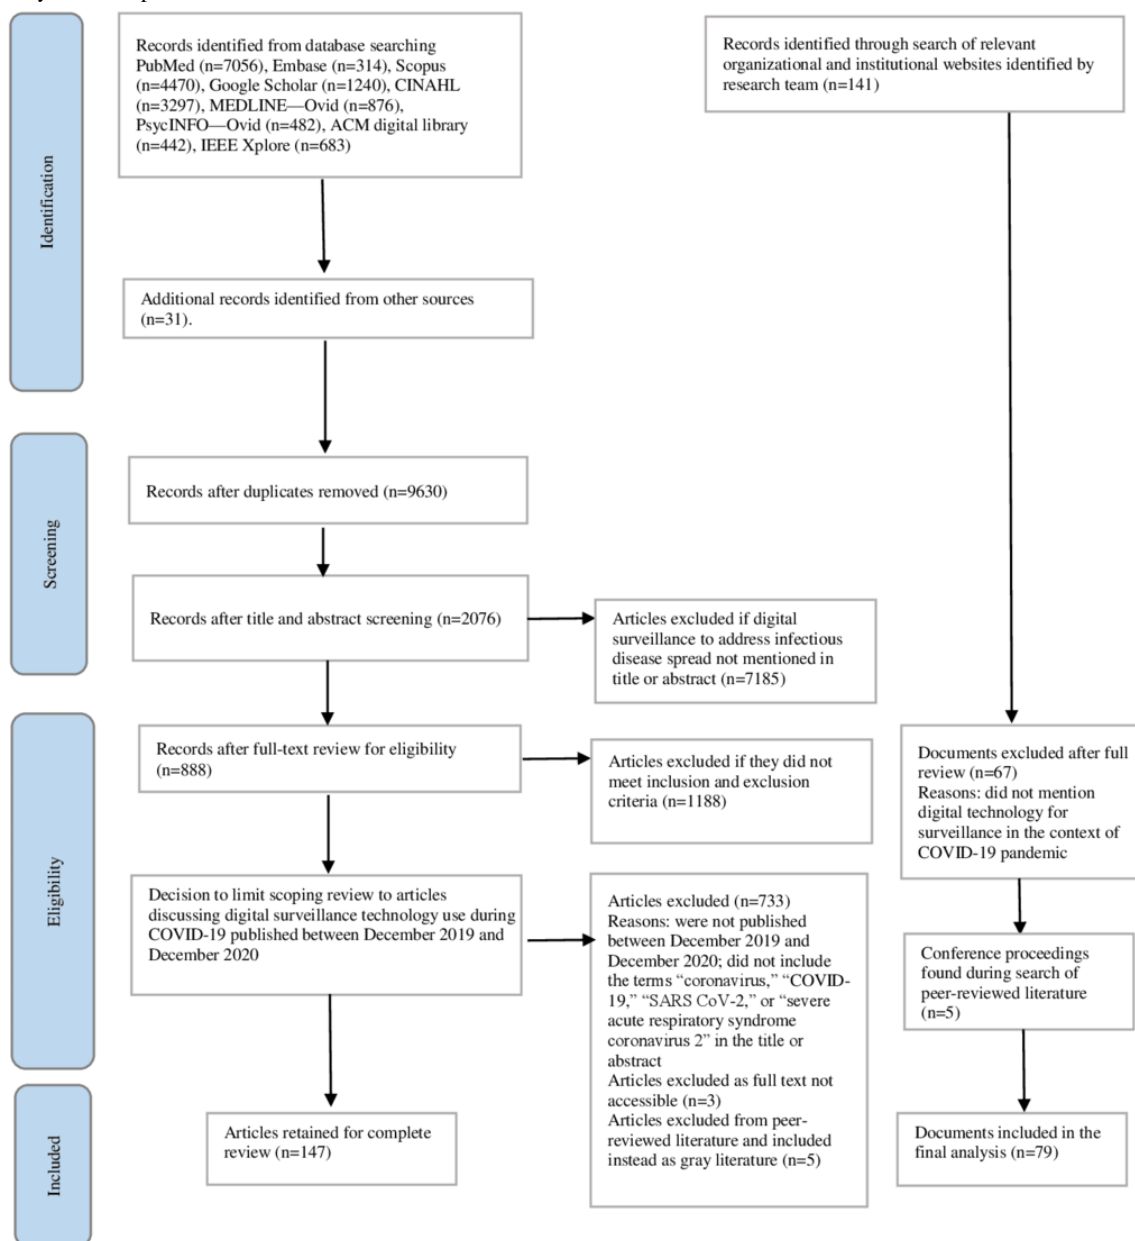 Identification
Records identified from database searching
PubMed (n=7056), Embase (n=314), Scopus
(n=4470), Google Scholar (n=1240), CINAHL
(n=3297), MEDLINE—Ovid (n=876),
PsycINFO—Ovid (n=482), ACM digital library
(n=442), IEEE Xplore (n=683)
Records identified through search of relevant
organizational and institutional websites identified by
research team (n=141)
Additional records identified from other sources
(n=31).
Screening
Records after duplicates removed (n=9630)
Records after title and abstract screening (n=2076)
Articles excluded if digital
surveillance to address infectious
disease spread not mentioned in
title or abstract (n=7185)
Eligibility
Records after full-text review for eligibility
(n=888)
Articles excluded if they did not
meet inclusion and exclusion
criteria (n=1188)
Documents excluded after full
review (n=67)
Reasons: did not mention
digital technology for
surveillance in the context of
COVID-19 pandemic
Decision to limit scoping review to articles
discussing digital surveillance technology use during
COVID-19 published between December 2019 and
December 2020
Articles excluded (n=733)
Reasons: were not published
between December 2019 and
December 2020; did not include
the terms “coronavirus,” “COVID-
19,” “SARS CoV-2,” or “severe
acute respiratory syndrome
coronavirus 2” in the title or
abstract
Articles excluded as full text not
accessible (n=3)
Articles excluded from peer-
reviewed literature and included
instead as gray literature (n=5)
Conference proceedings
found during search of
peer-reviewed literature
(n=5)
Included
Articles retained for complete
review (n=147)
Documents included in the
final analysis (n=79)